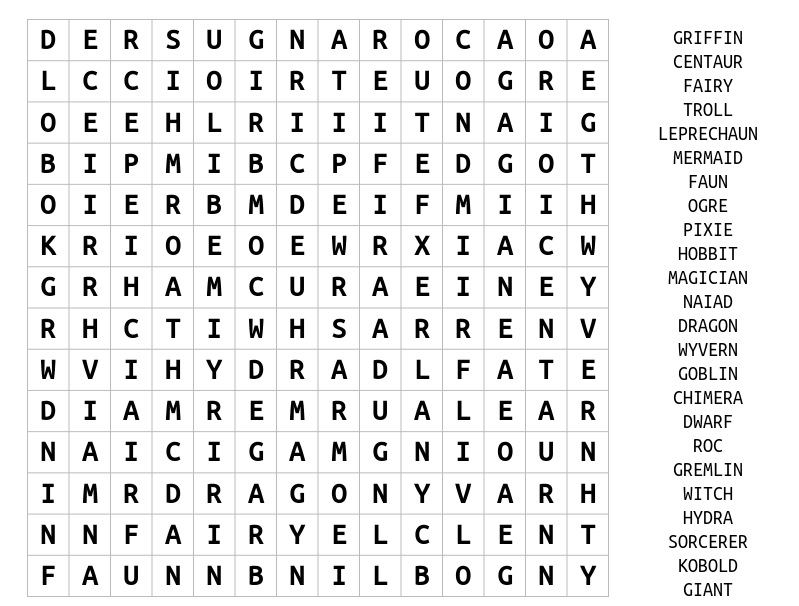 D E R S U G N A R O C A O A
L C C I O I R T E U O G R E
O E E H L R I I I T N A I G
B I P M I B C P F E D G O T
O I E R B M D E I F M I I H
K R I O E O E W R X I A C W
G R H A M C U R A E I N E Y
R H C T I W H S A R R E N V
W V I H Y D R A D L F A T E
D I A M R E M R U A L E A R
N A I C I G A M G N I O U N
I M R D R A G O N Y V A R H
N N F A I R Y E L C L E N T
F A U N N B N I L B O G N Y
GRIFFIN
CENTAUR
FAIRY
TROLL
LEPRECHAUN
MERMAID
FAUN
OGRE
PIXIE
HOBBIT
MAGICIAN
NAIAD
DRAGON
WYVERN
GOBLIN
CHIMERA
DWARF
ROC
GREMLIN
WITCH
HYDRA
SORCERER
KOBOLD
GIANT